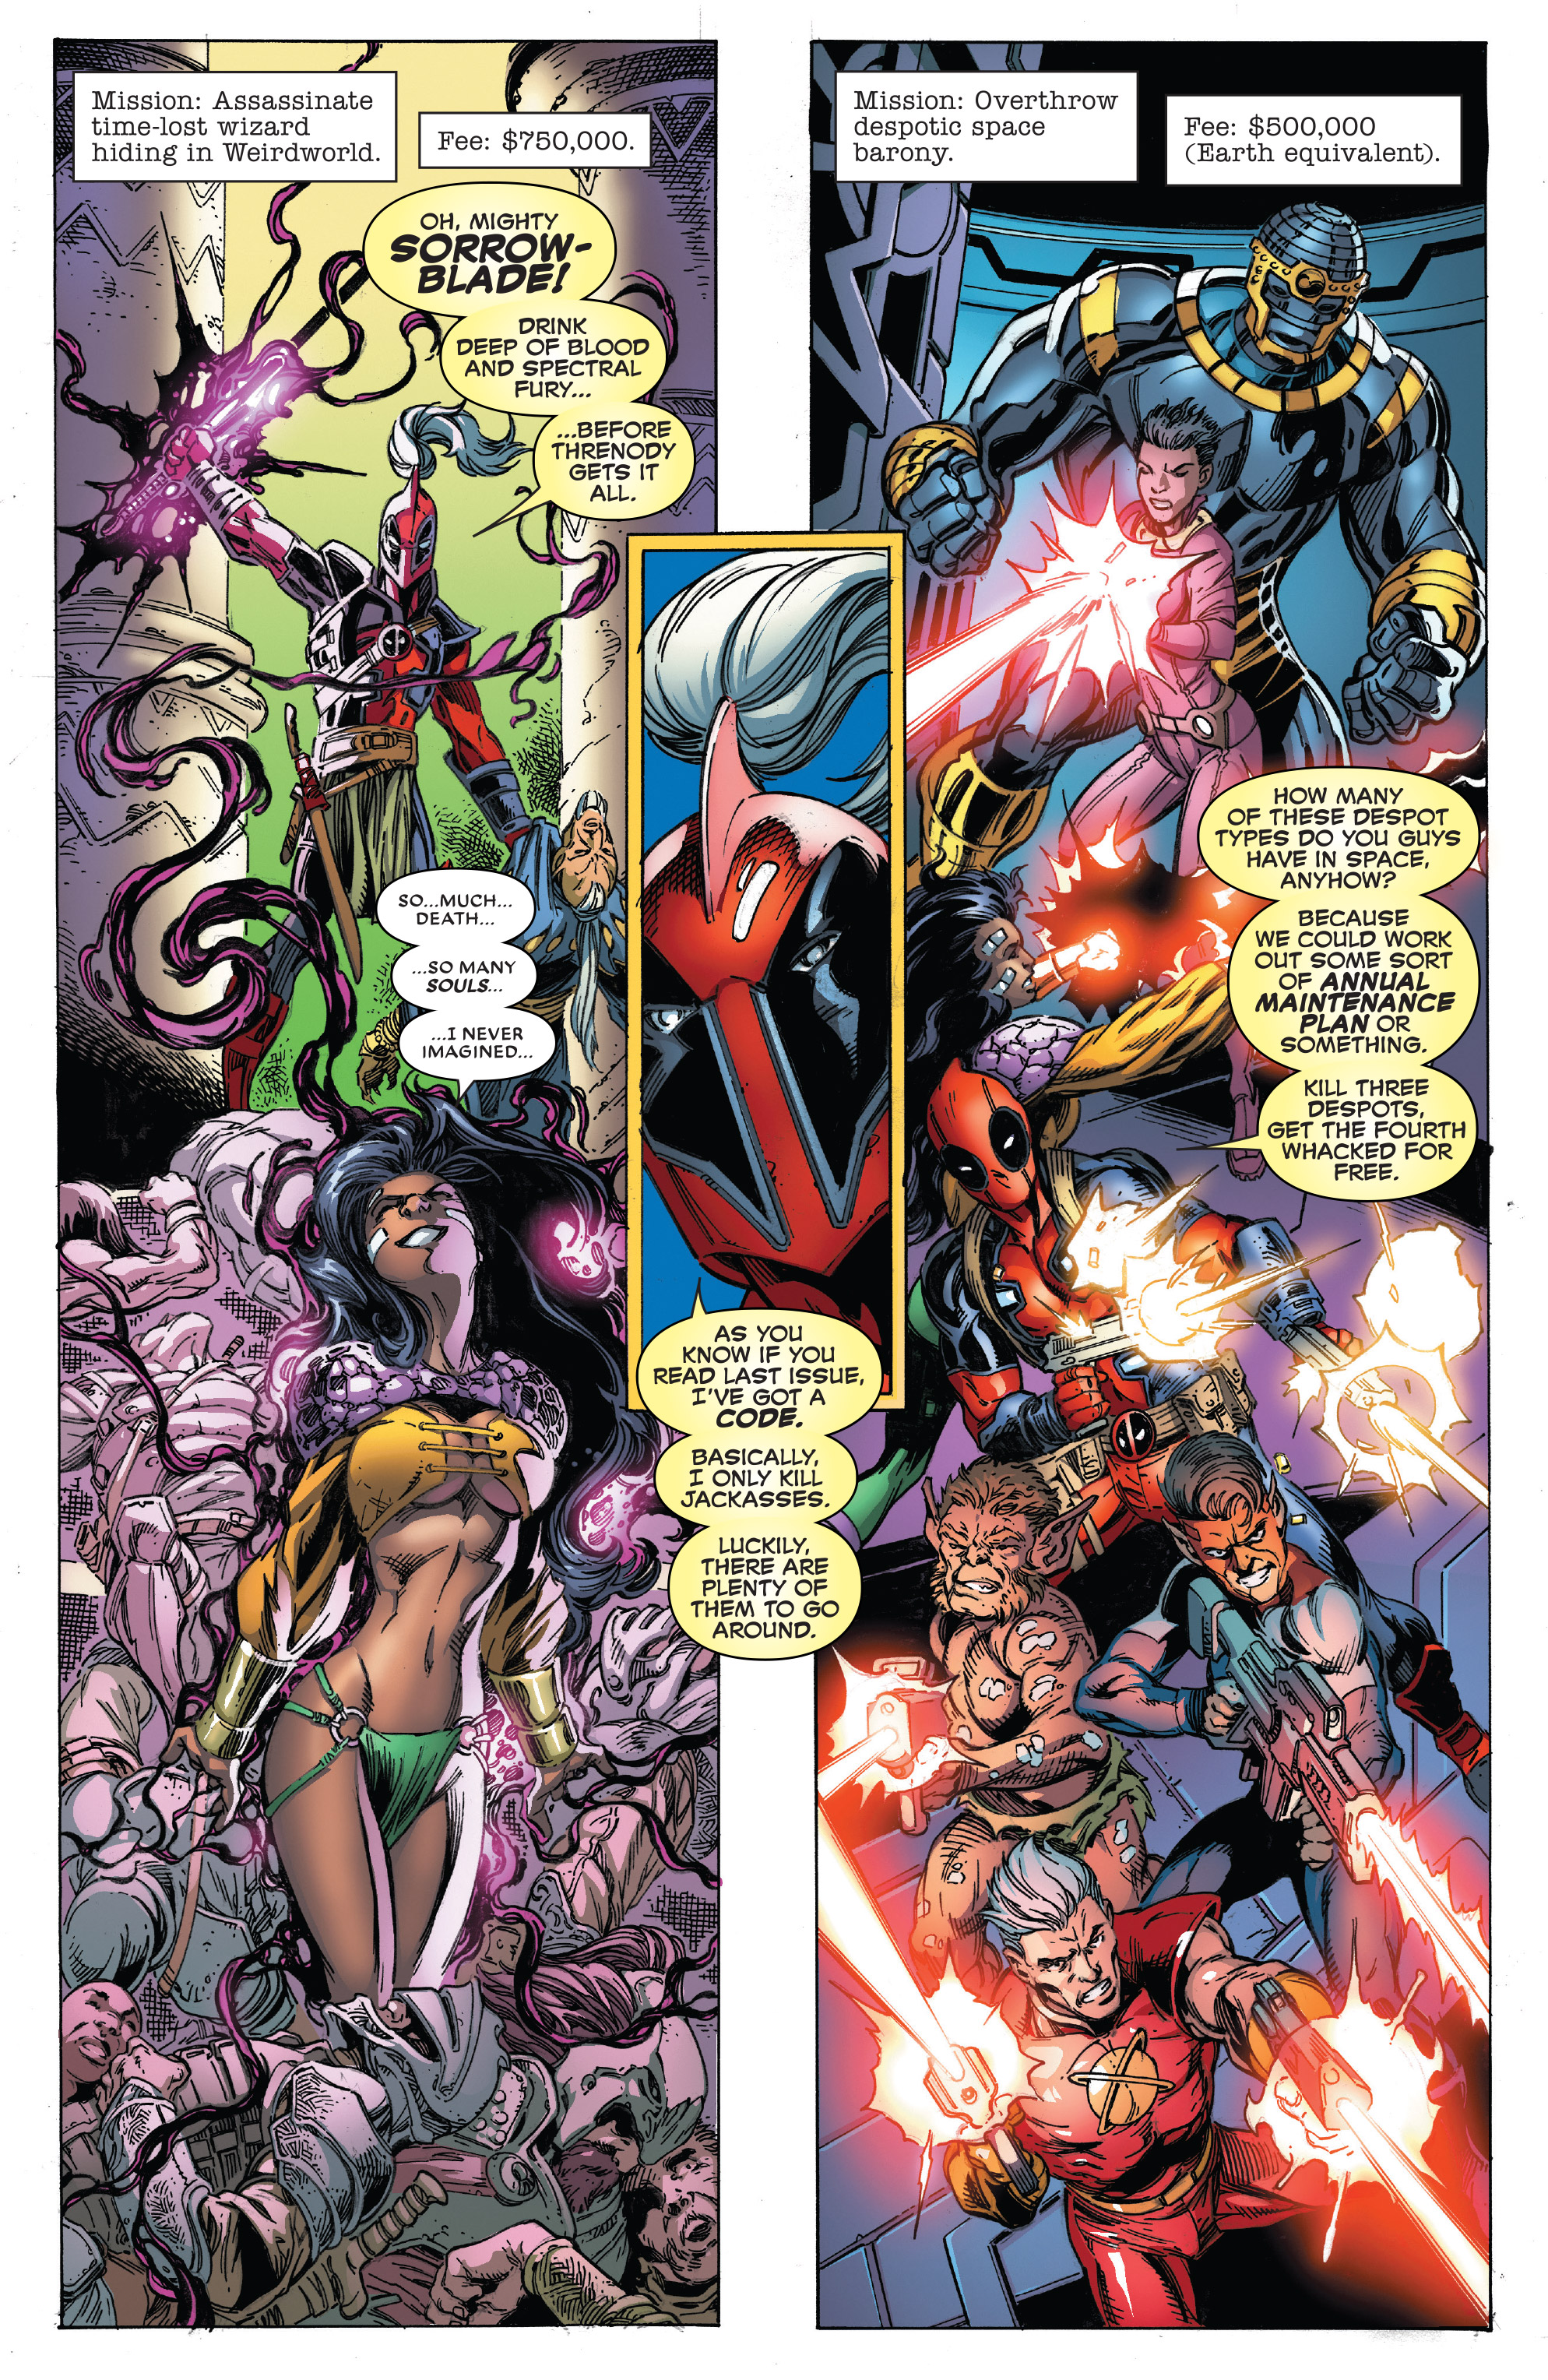 Mission: Assassinate
time-lost wizard
hiding in Weirdworld.
Fee: $750,000.
OH, MIGHTY
SORROW-
BLADE!
DRINK
DEEP OF BLOOD
AND SPECTRAL
FURY...
...BEFORE
THRENODY
GETS IT
ALL.
SO...MUCH...
DEATH...
...SO MANY
SOULS...
...I NEVER
IMAGINED...
AS YOU
KNOW IF YOU
READ LAST ISSUE,
I'VE GOT A
CODE.
BASICALLY,
I ONLY KILL
JACKASSES.
LUCKILY,
THERE ARE
PLENTY OF
THEM TO GO
AROUND.
Mission: Overthrow
despotic space
barony.
Fee: $500,000
(Earth equivalent).
HOW MANY
OF THESE DESPOT
TYPES DO YOU GUYS
HAVE IN SPACE,
ANYHOW?
BECAUSE
WE COULD WORK
OUT SOME SORT
OF ANNUAL
MAINTENANCE
PLAN OR
SOMETHING.
KILL THREE
DESPOTS,
GET THE FOURTH
WHACKED FOR
FREE.